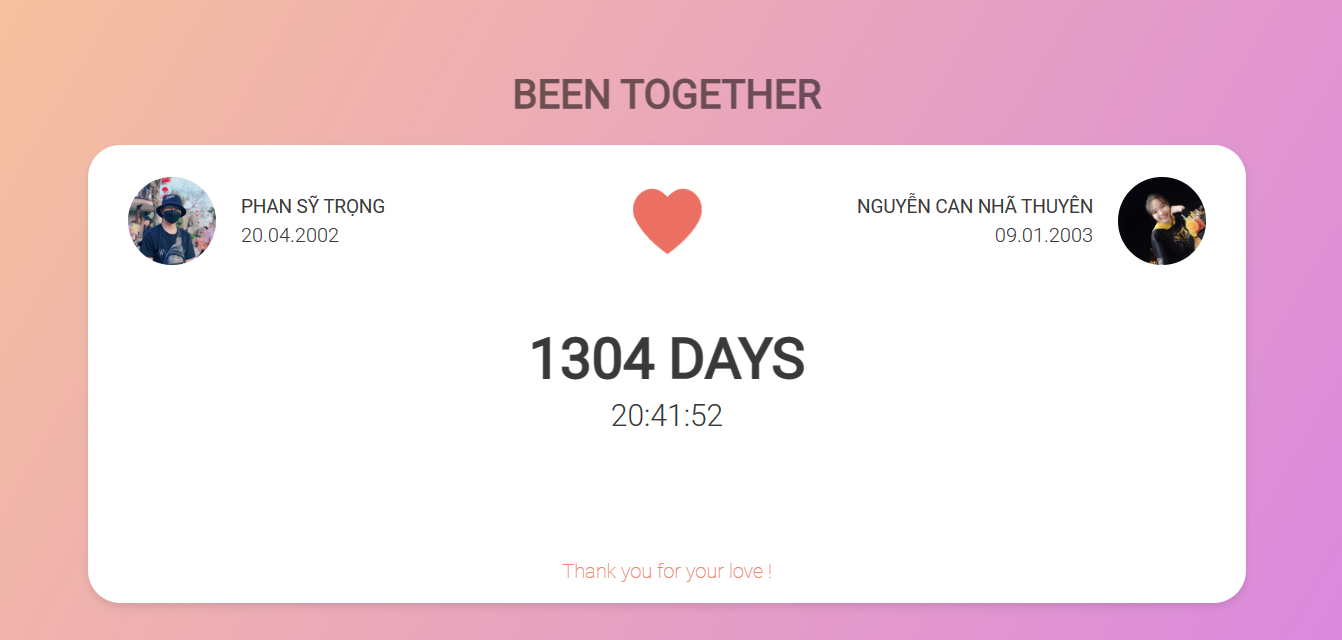 BEEN TOGETHER
PHAN SỸ TRỌNG
20.04.2002
NGUYỄN CAN NHÃ THUYÊN
09.01.2003
1304 DAYS
20:41:52
Thank you for your love !